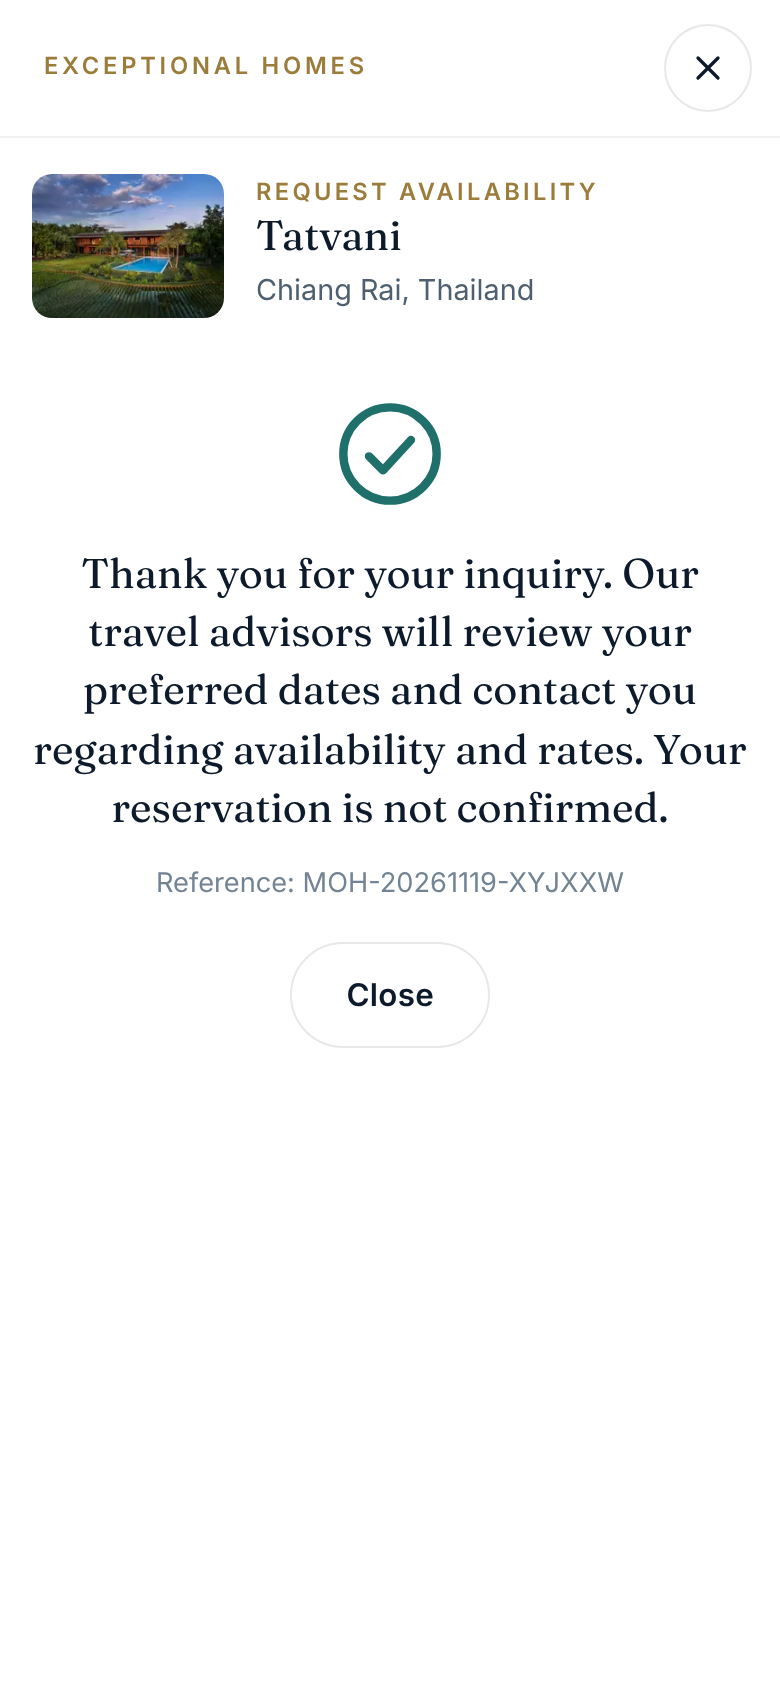 EXCEPTIONAL HOMES
REQUEST AVAILABILITY
Tatvani
Chiang Rai, Thailand
Thank you for your inquiry. Our
travel advisors will review your
preferred dates and contact you
regarding availability and rates. Your
reservation is not confirmed.
Reference: MOH-20261119-XYJXXW
Close